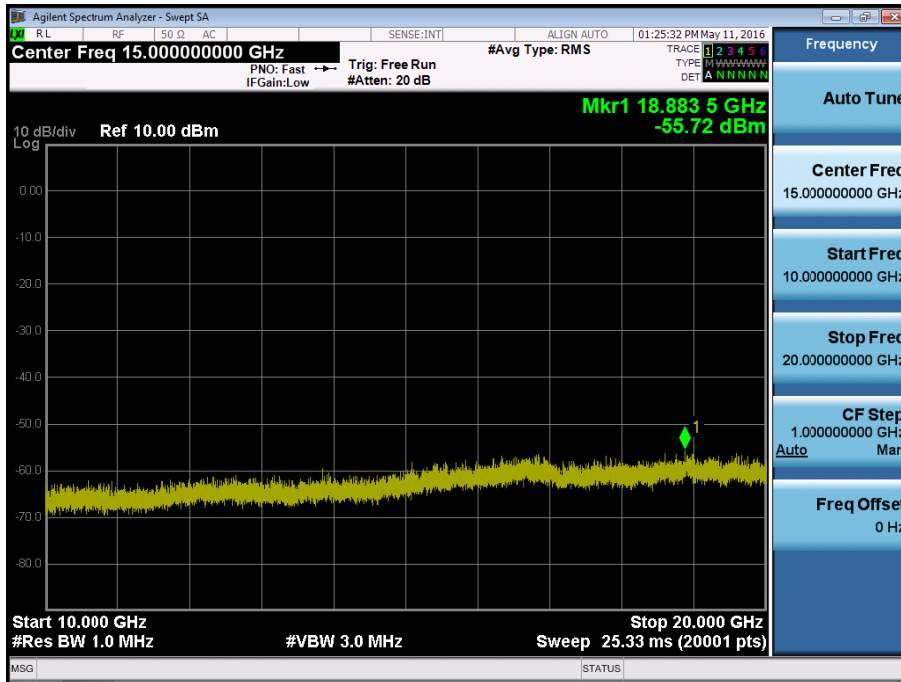 Agilent Spectrum Analyzer - Swept SA
LXI RL RF 50 Ω AC SENSE:INT ALIGN AUTO 01:25:32 PM May 11, 2016
Center Freq 15.000000000 GHz
#Avg Type: RMS
TRACE 1 2 3 4 5 6
PNO: Fast
Trig: Free Run
TYPE M WWWWW
IFGain:Low
#Atten: 20 dB
DET A N N N N N
Mkr1 18.883 5 GHz
-55.72 dBm
10 dB/div Ref 10.00 dBm
Log
0.00
-10.0
-20.0
-30.0
-40.0
-50.0
1
-60.0
-70.0
-80.0
Start 10.000 GHz Stop 20.000 GHz
#Res BW 1.0 MHz #VBW 3.0 MHz Sweep 25.33 ms (20001 pts)
MSG STATUS
Frequency
Auto Tune
Center Freq
15.000000000 GHz
Start Freq
10.000000000 GHz
Stop Freq
20.000000000 GHz
CF Step
1.000000000 GHz
Auto Man
Freq Offset
0 Hz